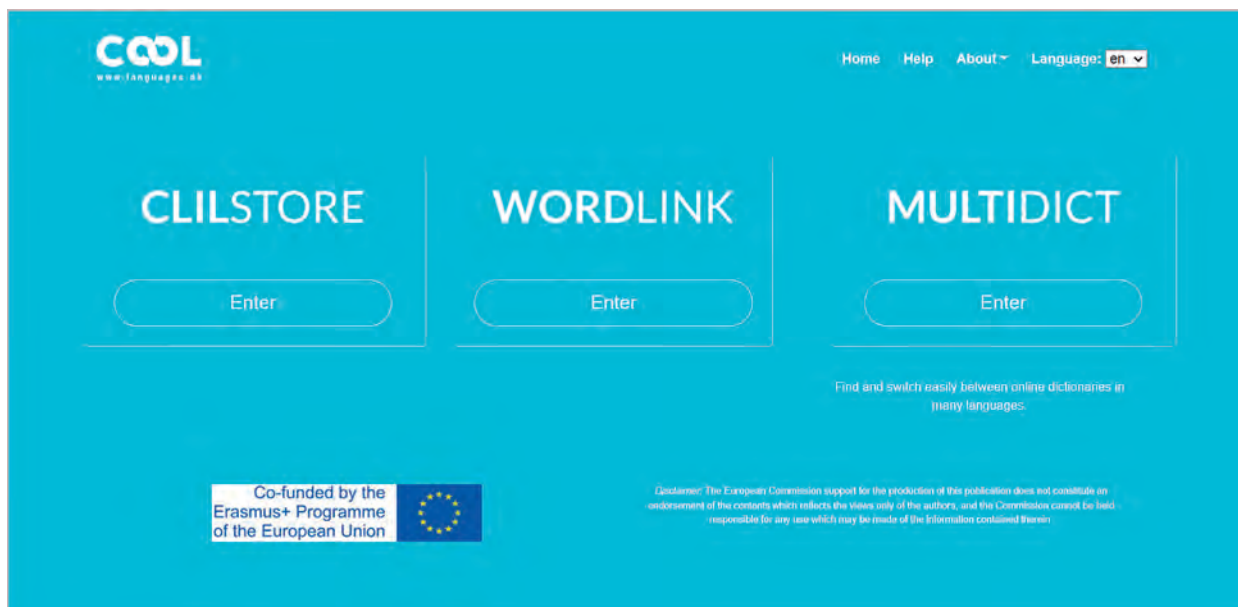 COOL
www.languages.dk
Home Help About Language: en
CLILSTORE
WORDLINK
MULTIDICT
Enter
Enter
Enter
Find and switch easily between online dictionaries in
many languages.
Co-funded by the
Erasmus+ Programme
of the European Union
Disclaimer: The European Commission support for the production of this publication does not constitute an
endorsement of the contents which reflects the views only of the authors, and the Commission cannot be held
responsible for any use which may be made of the information contained therein